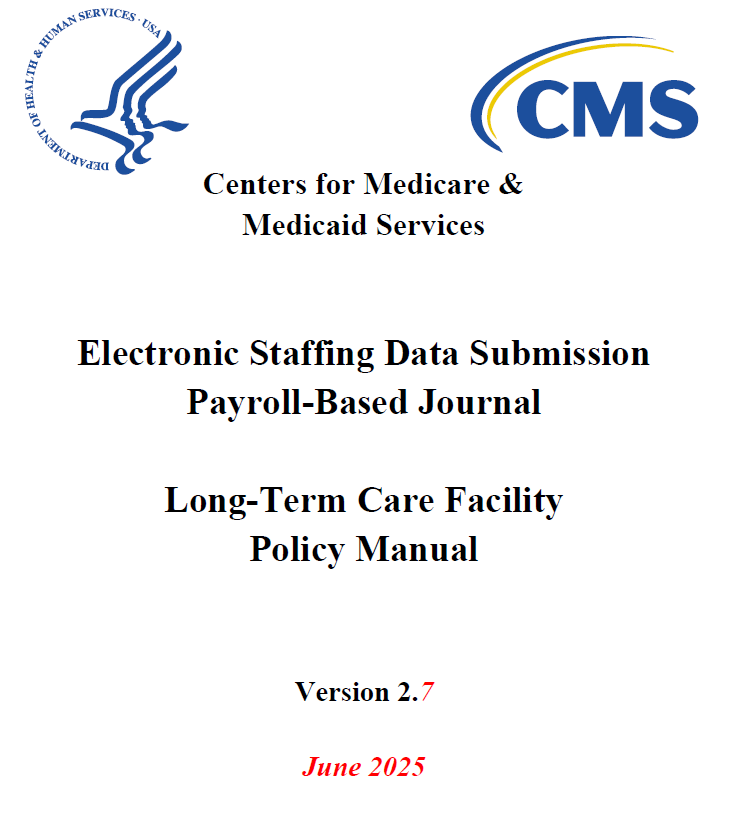 DEPARTMENT OF HEALTH & HUMAN SERVICES · USA
CMS
Centers for Medicare &
Medicaid Services
Electronic Staffing Data Submission
Payroll-Based Journal
Long-Term Care Facility
Policy Manual
Version 2.7
June 2025